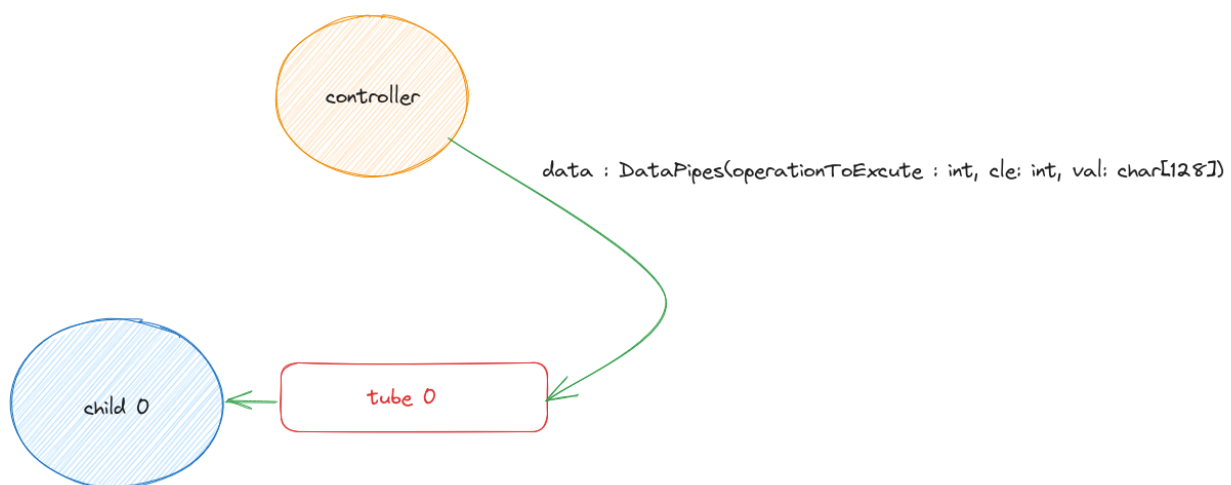 controller
data : DataPipes(operationToExcute : int, cle: int, val: char[128])
tube 0
child 0